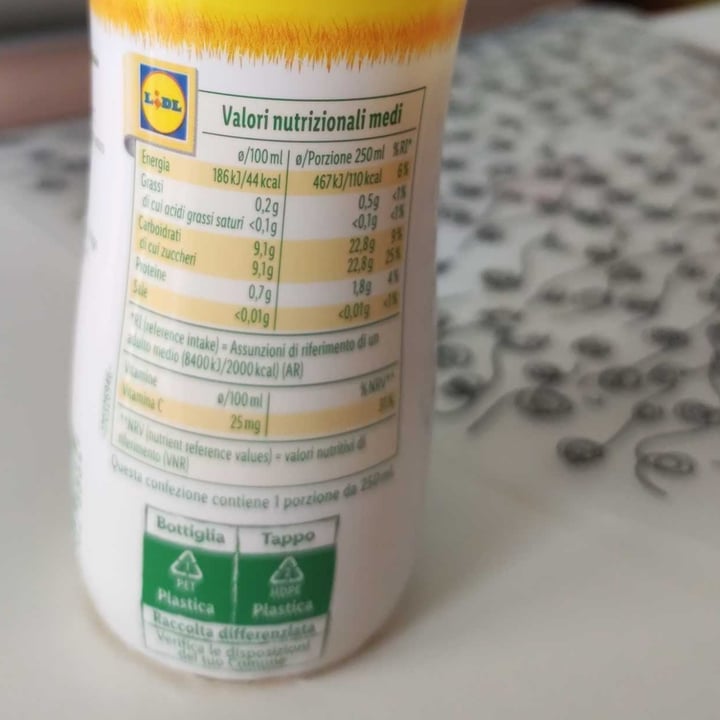 LIDL
Valori nutrizionali medi
ø/100 ml ø/Porzione 250 ml %RI*
Energia 186 kJ/44 kcal 467 kJ/110 kcal 6%
Grassi 0,2g 0,5g <1%
di cui acidi grassi saturi <0,1g <0,1g <1%
Carboidrati 9,1g 22,8g 9%
di cui zuccheri 9,1g 22,8g 25%
Proteine 0,7g 1,8g 4%
Sale <0,01g <0,01g <1%
*RI (reference intake) = Assunzioni di riferimento di un
adulto medio (8400 kJ/2000 kcal) (AR)
Vitamine ø/100 ml %NRV**
Vitamina C 25 mg 31%
**NRV (nutrient reference values) = valori nutritivi di
riferimento (VNR)
Questa confezione contiene 1 porzione da 250 ml
Bottiglia Tappo
1 2
PET HDPE
Plastica Plastica
Raccolta differenziata
Verifica le disposizioni
del tuo Comune